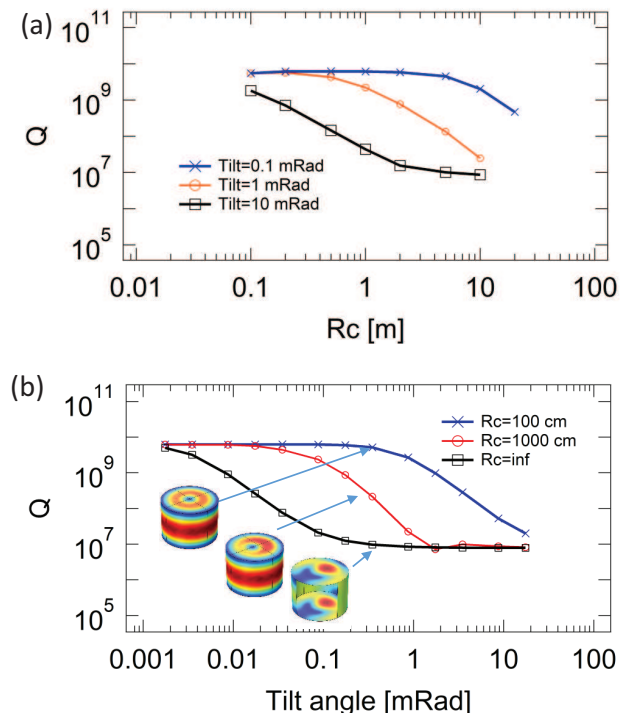 (a)
10^11
10^9
10^7
10^5
Q
Tilt=0.1 mRad
Tilt=1 mRad
Tilt=10 mRad
0.01 0.1 1 10 100
Rc [m]
(b)
10^11
10^9
10^7
10^5
Q
Rc=100 cm
Rc=1000 cm
Rc=inf
0.001 0.01 0.1 1 10
Tilt angle [mRad]